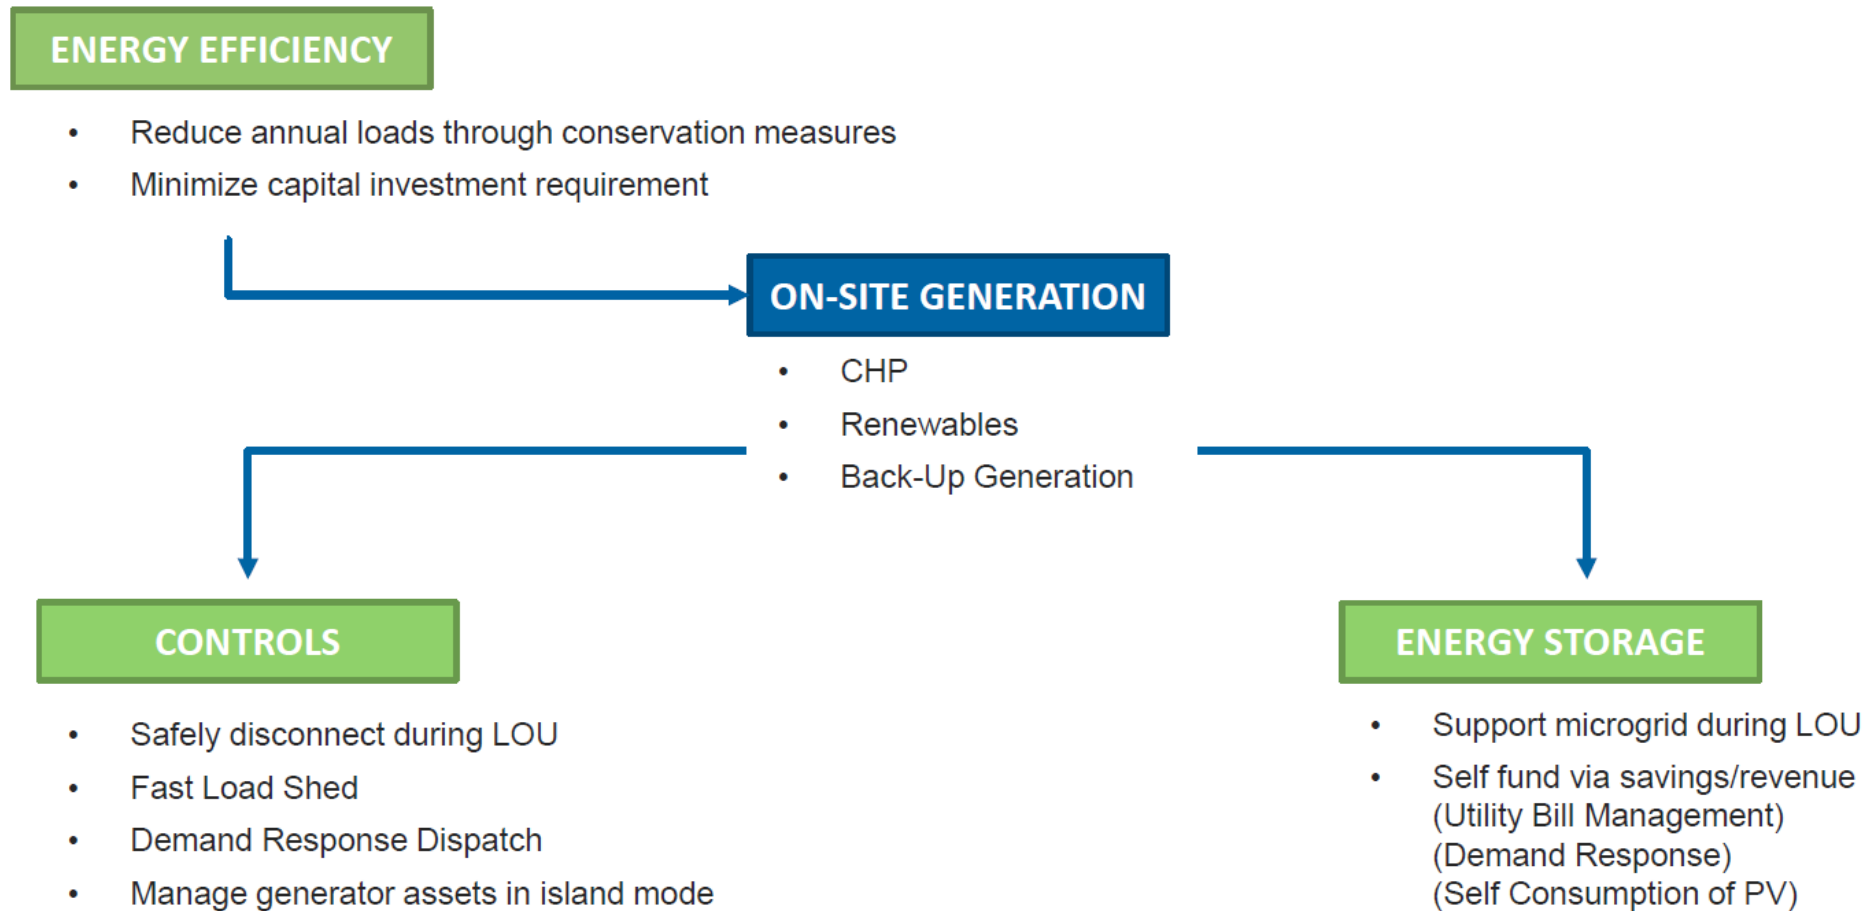 ENERGY EFFICIENCY
• Reduce annual loads through conservation measures
• Minimize capital investment requirement
ON-SITE GENERATION
• CHP
• Renewables
• Back-Up Generation
CONTROLS
• Safely disconnect during LOU
• Fast Load Shed
• Demand Response Dispatch
• Manage generator assets in island mode
ENERGY STORAGE
• Support microgrid during LOU
• Self fund via savings/revenue
(Utility Bill Management)
(Demand Response)
(Self Consumption of PV)